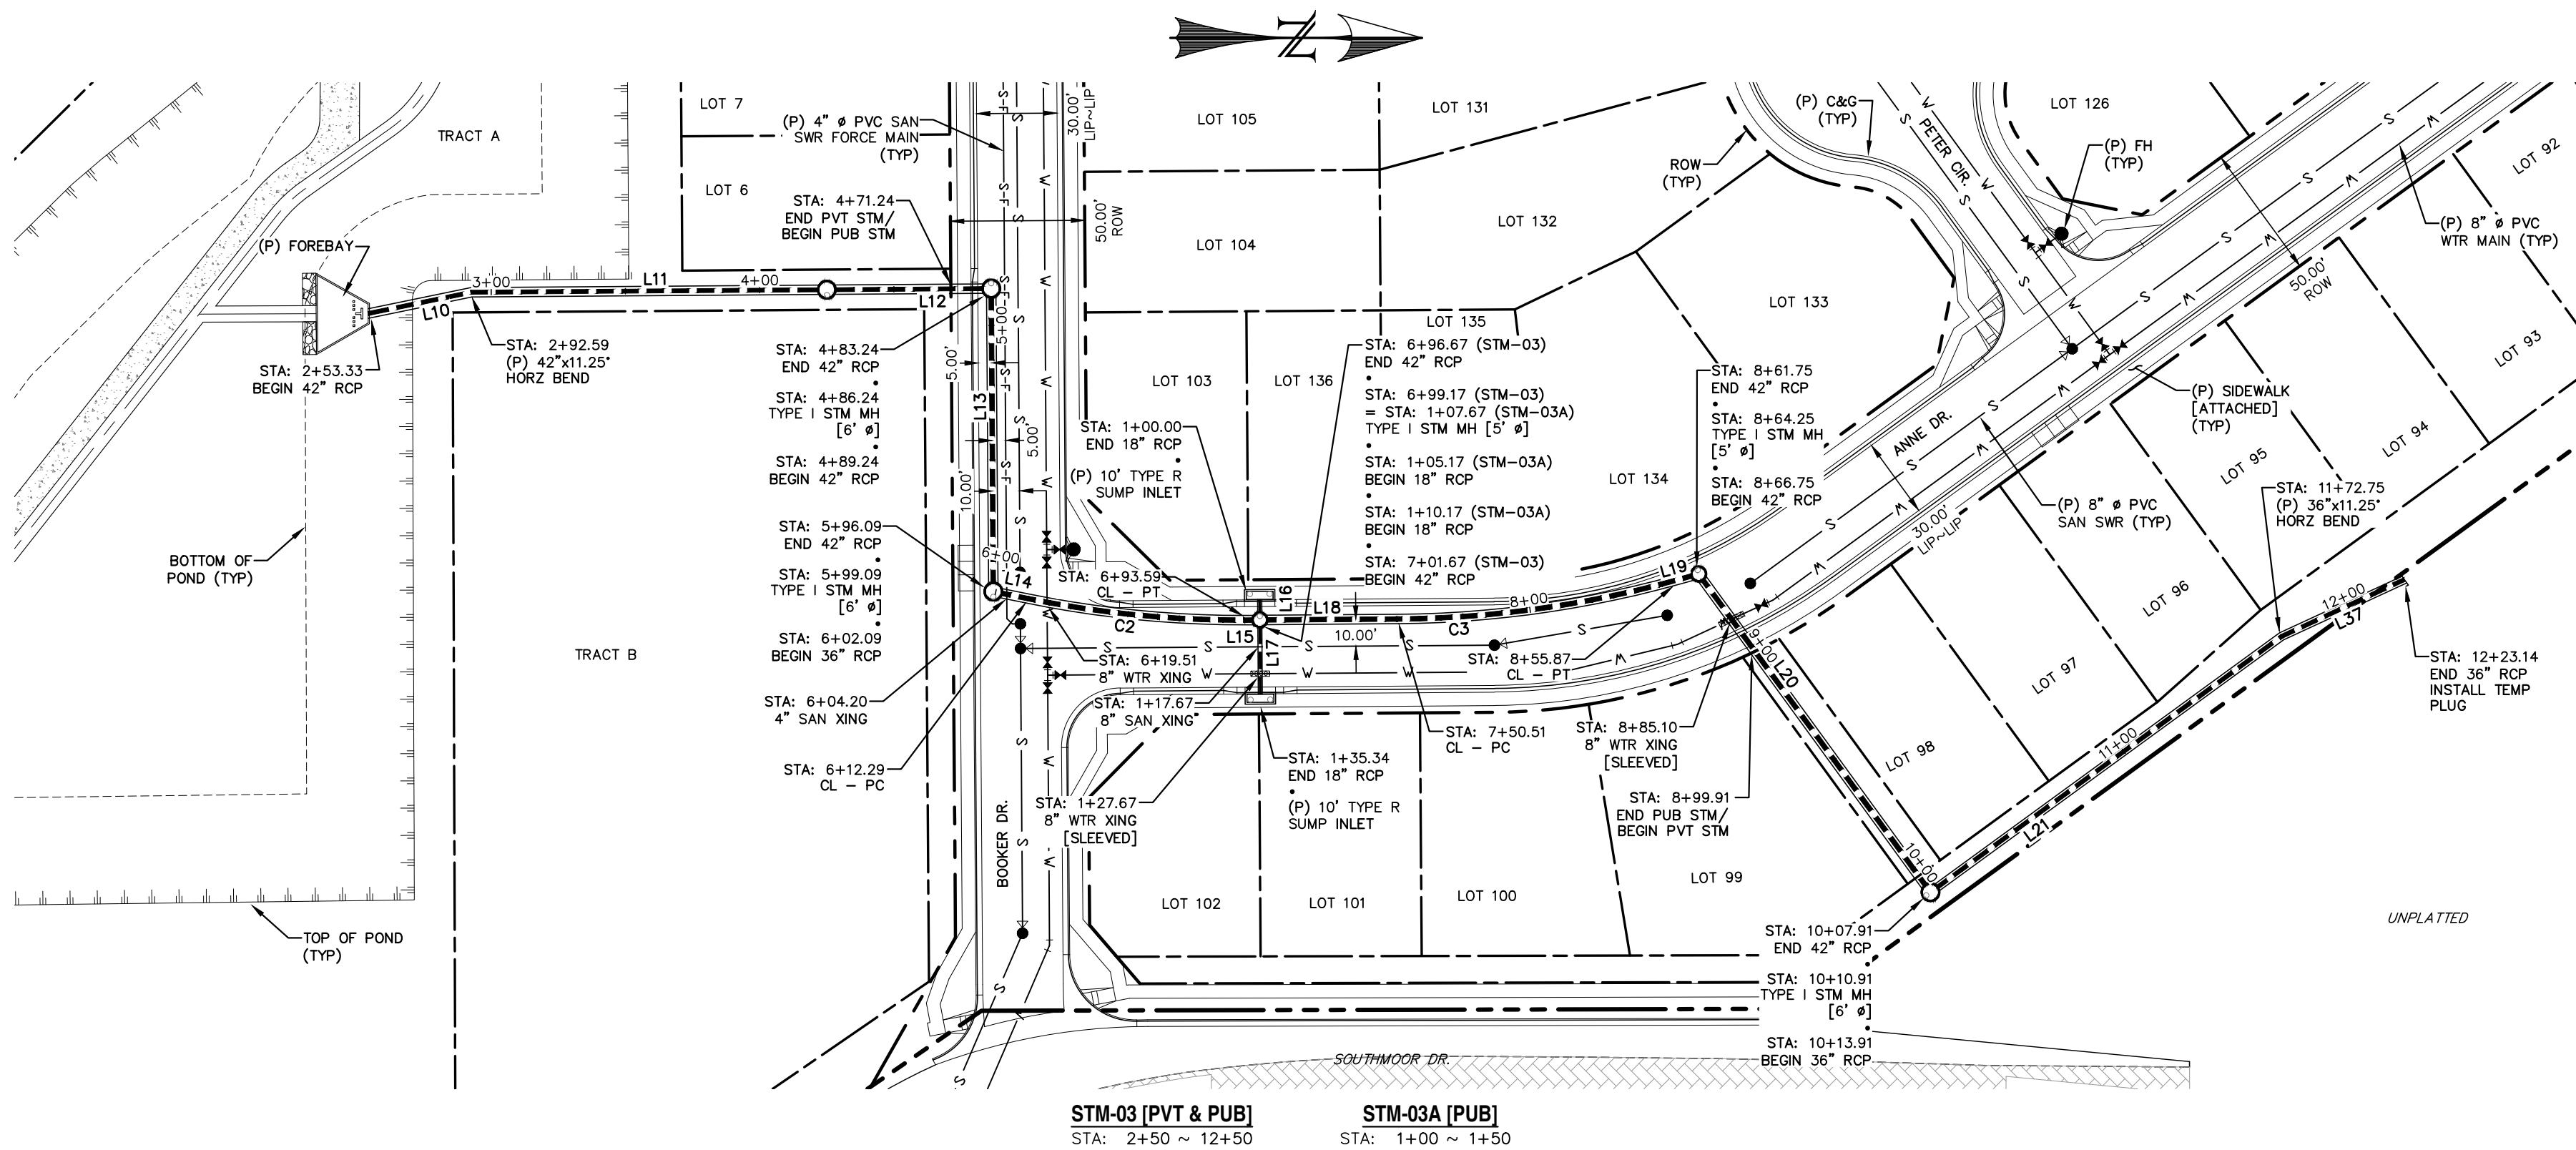 N
TRACT A
LOT 7
LOT 6
(P) 4" Ø PVC SAN
SWR FORCE MAIN
(TYP)
30.00'
LIP~LIP
50.00'
ROW
LOT 105
LOT 131
LOT 104
LOT 132
LOT 135
LOT 103
LOT 136
LOT 133
LOT 134
ROW
(TYP)
(P) C&G
(TYP)
PETER CIR.
LOT 126
(P) FH
(TYP)
LOT 92
(P) 8" Ø PVC
WTR MAIN (TYP)
50.00'
ROW
LOT 93
(P) SIDEWALK
[ATTACHED]
(TYP)
LOT 94
LOT 95
ANNE DR.
(P) 8" Ø PVC
SAN SWR (TYP)
30.00'
LIP~LIP
LOT 96
LOT 97
LOT 98
(P) FOREBAY
STA: 4+71.24
END PVT STM/
BEGIN PUB STM
3+00
L11
4+00
L12
L10
STA: 2+53.33
BEGIN 42" RCP
STA: 2+92.59
(P) 42"x11.25°
HORZ BEND
STA: 4+83.24
END 42" RCP
•
STA: 4+86.24
TYPE I STM MH
[6' Ø]
•
STA: 4+89.24
BEGIN 42" RCP
5+00
5.00'
L13
5.00'
10.00'
STA: 5+96.09
END 42" RCP
•
STA: 5+99.09
TYPE I STM MH
[6' Ø]
•
STA: 6+02.09
BEGIN 36" RCP
6+00
L14
STA: 6+04.20
4" SAN XING
STA: 6+12.29
CL - PC
STA: 1+00.00
END 18" RCP
•
(P) 10' TYPE R
SUMP INLET
STA: 6+93.59
CL - PT
C2
STA: 6+19.51
8" WTR XING
L15
L16
L17
L18
10.00'
STA: 1+17.67
8" SAN XING
STA: 1+27.67
8" WTR XING
[SLEEVED]
STA: 6+96.67 (STM-03)
END 42" RCP
•
STA: 6+99.17 (STM-03)
= STA: 1+07.67 (STM-03A)
TYPE I STM MH [5' Ø]
•
STA: 1+05.17 (STM-03A)
BEGIN 18" RCP
•
STA: 1+10.17 (STM-03A)
BEGIN 18" RCP
•
STA: 7+01.67 (STM-03)
BEGIN 42" RCP
STA: 1+35.34
END 18" RCP
•
(P) 10' TYPE R
SUMP INLET
C3
8+00
STA: 7+50.51
CL - PC
STA: 8+55.87
CL - PT
L19
STA: 8+61.75
END 42" RCP
•
STA: 8+64.25
TYPE I STM MH
[5' Ø]
•
STA: 8+66.75
BEGIN 42" RCP
STA: 8+85.10
8" WTR XING
[SLEEVED]
STA: 8+99.91
END PUB STM/
BEGIN PVT STM
9+00
L20
10+00
L21
11+00
STA: 11+72.75
(P) 36"x11.25°
HORZ BEND
12+00
L37
STA: 12+23.14
END 36" RCP
INSTALL TEMP
PLUG
STA: 10+07.91
END 42" RCP
•
STA: 10+10.91
TYPE I STM MH
[6' Ø]
•
STA: 10+13.91
BEGIN 36" RCP
UNPLATTED
BOTTOM OF
POND (TYP)
TOP OF POND
(TYP)
TRACT B
BOOKER DR.
LOT 102
LOT 101
LOT 100
LOT 99
SOUTHMOOR DR.
STM-03 [PVT & PUB]
STA: 2+50 ~ 12+50
STM-03A [PUB]
STA: 1+00 ~ 1+50